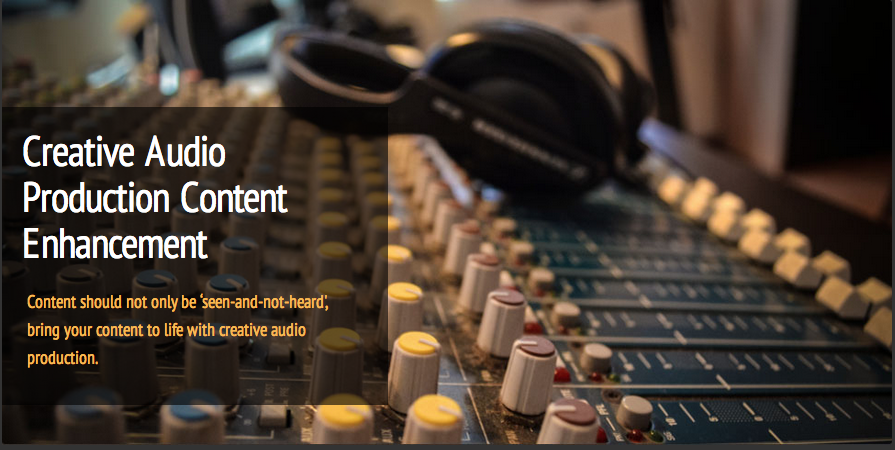 Creative Audio
Production Content
Enhancement
Content should not only be ‘seen-and-not-heard’,
bring your content to life with creative audio
production.